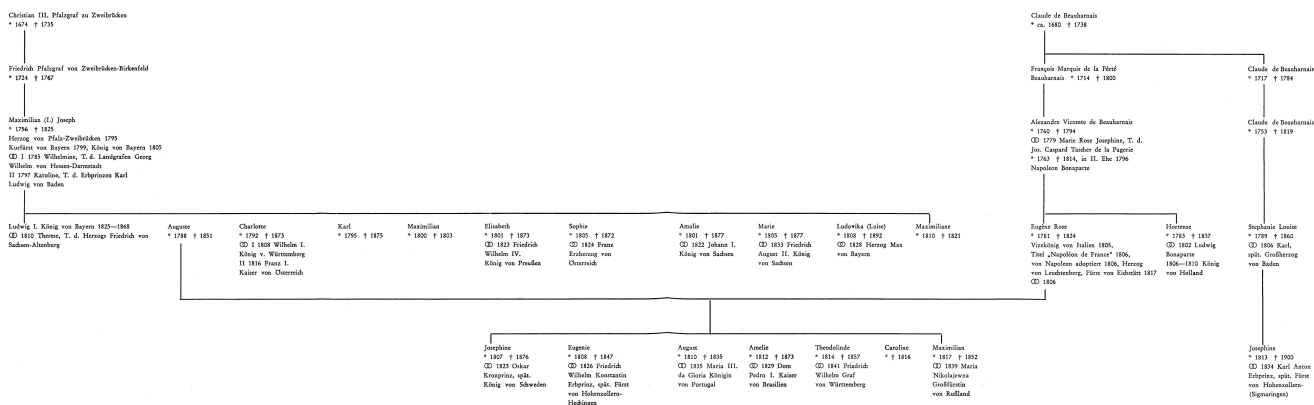 Christian III. Pfalzgraf zu Zweibrücken
* 1674 † 1735
Friedrich Pfalzgraf von Zweibrücken-Birkenfeld
* 1724 † 1767
Maximilian (I.) Joseph
* 1756 † 1825
Herzog von Pfalz-Zweibrücken 1795
Kurfürst von Bayern 1799, König von Bayern 1805
⚭ I 1785 Wilhelmine, T. d. Landgrafen Georg
Wilhelm von Hessen-Darmstadt
II 1797 Karoline, T. d. Erbprinzen Karl
Ludwig von Baden
Claude de Beauharnais
* ca. 1680 † 1738
François Marquis de la Férté
Beauharnais * 1714 † 1800
Claude de Beauharnais
* 1717 † 1784
Alexandre Vicomte de Beauharnais
* 1760 † 1794
⚭ 1779 Marie Rose Josephine, T. d.
Jos. Caspard Tascher de la Pagerie
* 1763 † 1814, in II. Ehe 1796
Napoleon Bonaparte
Claude de Beauharnais
* 1753 † 1819
Ludwig I. König von Bayern 1825—1868
⚭ 1810 Therese, T. d. Herzogs Friedrich von
Sachsen-Altenburg
Auguste
* 1788 † 1851
Charlotte
* 1792 † 1873
⚭ I 1808 Wilhelm I.
König v. Württemberg
II 1816 Franz I.
Kaiser von Österreich
Karl
* 1795 † 1875
Maximilian
* 1800 † 1803
Elisabeth
* 1801 † 1873
⚭ 1823 Friedrich
Wilhelm IV.
König von Preußen
Sophie
* 1805 † 1872
⚭ 1824 Franz
Erzherzog von
Österreich
Amalie
* 1801 † 1877
⚭ 1822 Johann I.
König von Sachsen
Marie
* 1805 † 1877
⚭ 1833 Friedrich
August II. König
von Sachsen
Ludovika (Luise)
* 1808 † 1892
⚭ 1828 Herzog Max
von Bayern
Maximiliane
* 1810 † 1821
Eugène Rose
* 1781 † 1824
Vizekönig von Italien 1805,
Titel „Napoléon de France" 1806,
von Napoleon adoptiert 1806, Herzog
von Leuchtenberg, Fürst von Eichstätt 1817
⚭ 1806
Hortense
* 1783 † 1837
⚭ 1802 Ludwig
Bonaparte
1806—1810 König
von Holland
Stephanie Louise
* 1789 † 1860
⚭ 1806 Karl,
spät. Großherzog
von Baden
Josephine
* 1807 † 1876
⚭ 1823 Oskar
Kronprinz, spät.
König von Schweden
Eugenie
* 1808 † 1847
⚭ 1826 Friedrich
Wilhelm Konstantin
Erbprinz, spät. Fürst
von Hohenzollern-
Hechingen
August
* 1810 † 1835
⚭ 1835 Maria III.
da Gloria Königin
von Portugal
Amelie
* 1812 † 1873
⚭ 1829 Dom
Pedro I. Kaiser
von Brasilien
Theodolinde
* 1814 † 1857
⚭ 1841 Friedrich
Wilhelm Graf
von Württemberg
Caroline
* † 1816
Maximilian
* 1817 † 1852
⚭ 1839 Maria
Nikolajewna
Großfürstin
von Rußland
Josephine
* 1813 † 1900
⚭ 1834 Karl Anton
Erbprinz, spät. Fürst
von Hohenzollern-
(Sigmaringen)